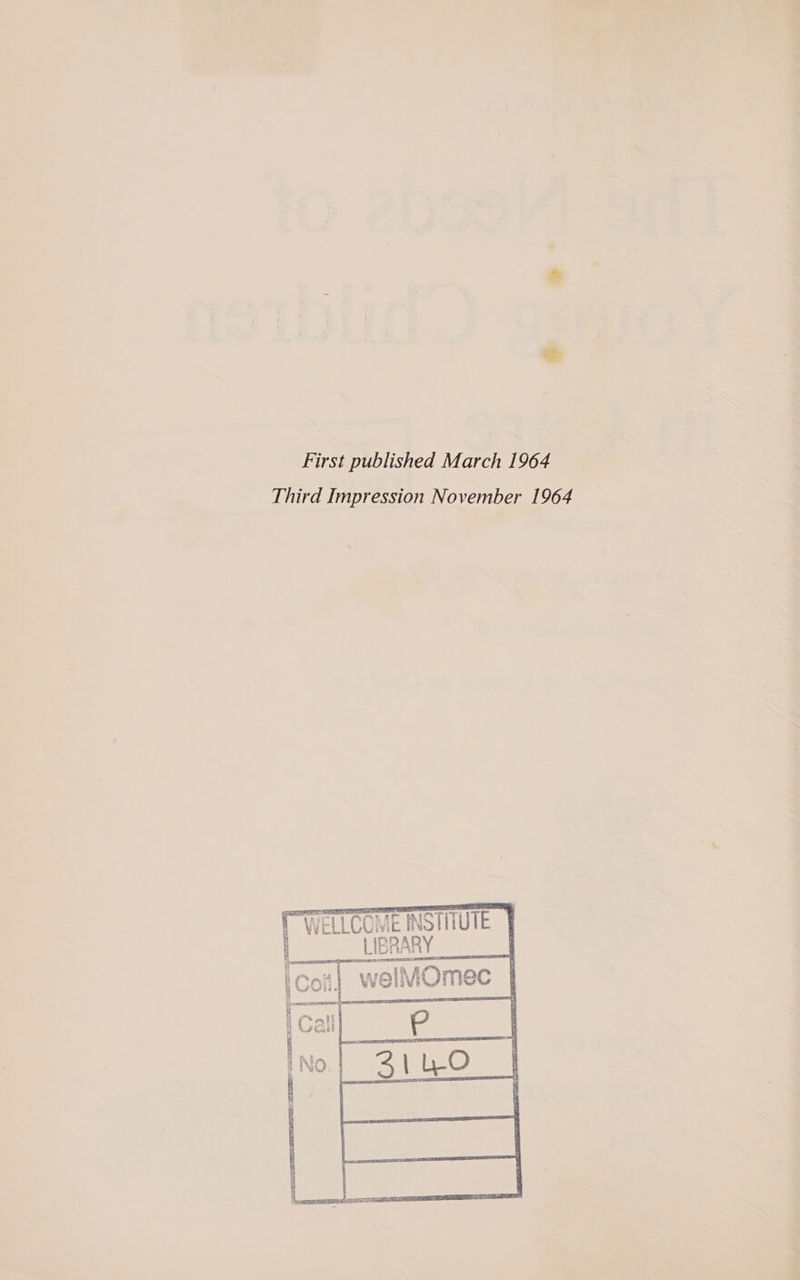 First published March 1964
Third Impression November 1964
WELLCOME INSTITUTE
LIBRARY
Coll. welMOmec
Call P
No. 3140